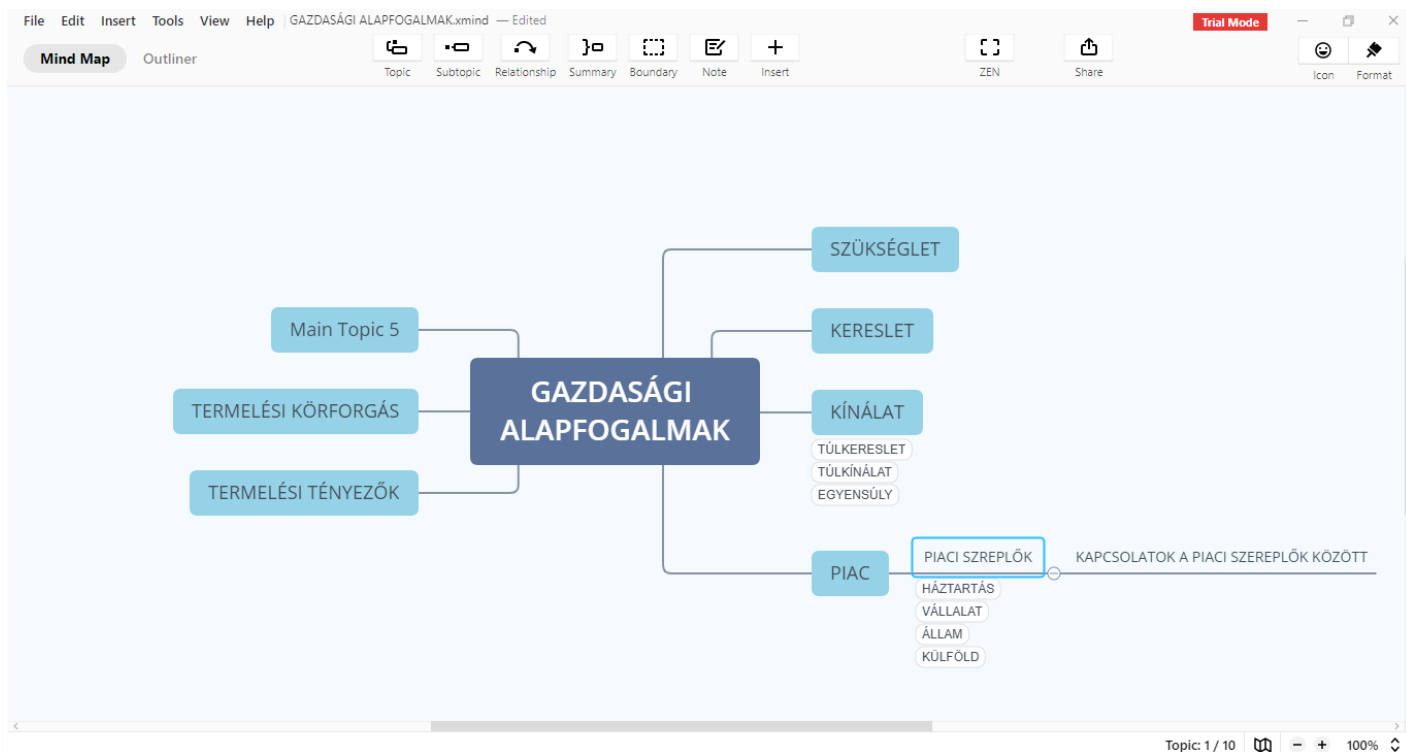 File Edit Insert Tools View Help GAZDASÁGI ALAPFOGALMAK.xmind — Edited
Trial Mode
Mind Map Outliner
Topic Subtopic Relationship Summary Boundary Note Insert ZEN Share Icon Format
SZÜKSÉGLET
Main Topic 5
KERESLET
GAZDASÁGI
ALAPFOGALMAK
TERMELÉSI KÖRFORGÁS
KÍNÁLAT
TÚLKERESLET
TÚLKÍNÁLAT
EGYENSÚLY
TERMELÉSI TÉNYEZŐK
PIAC
PIACI SZREPLŐK
KAPCSOLATOK A PIACI SZEREPLŐK KÖZÖTT
HÁZTARTÁS
VÁLLALAT
ÁLLAM
KÜLFÖLD
Topic: 1 / 10 100%